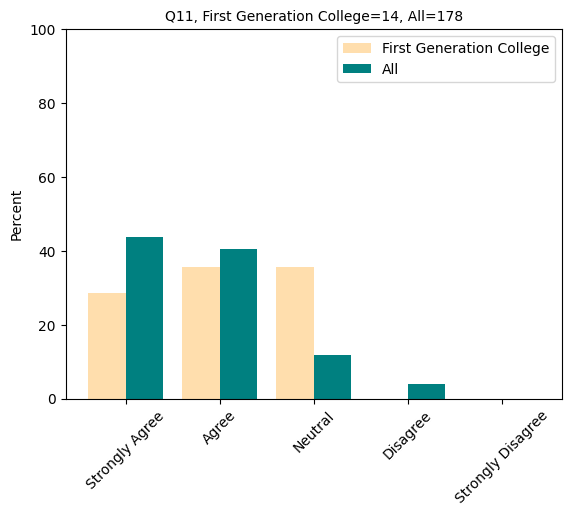 Q11, First Generation College=14, All=178
First Generation College
All
Percent
100
80
60
40
20
0
Strongly Agree
Agree
Neutral
Disagree
Strongly Disagree